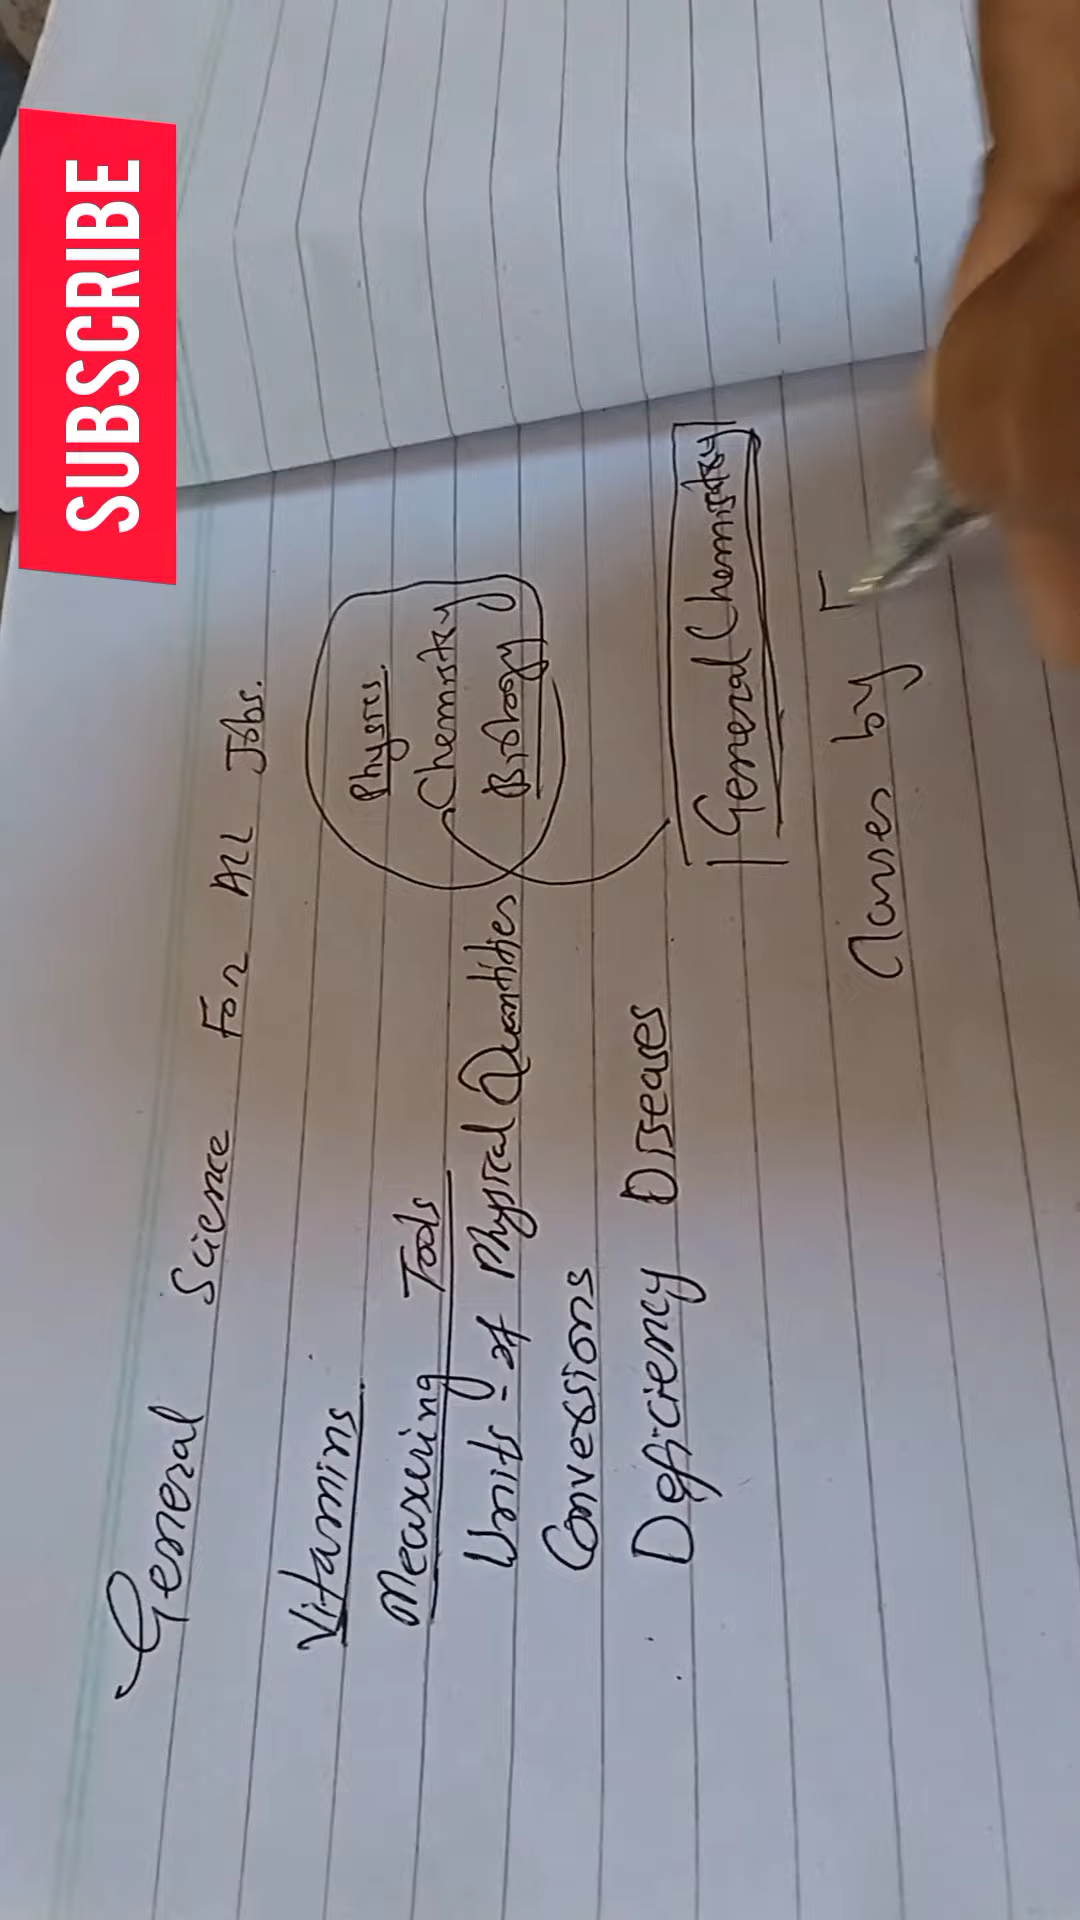 SUBSCRIBE
General Science For All Jobs.
Vitamins
Measuring Tools
Units - of Physical Quantities
Conversions
Deficiency Diseases
Physics
Chemistry
Biology
General Chemistry
Classes by